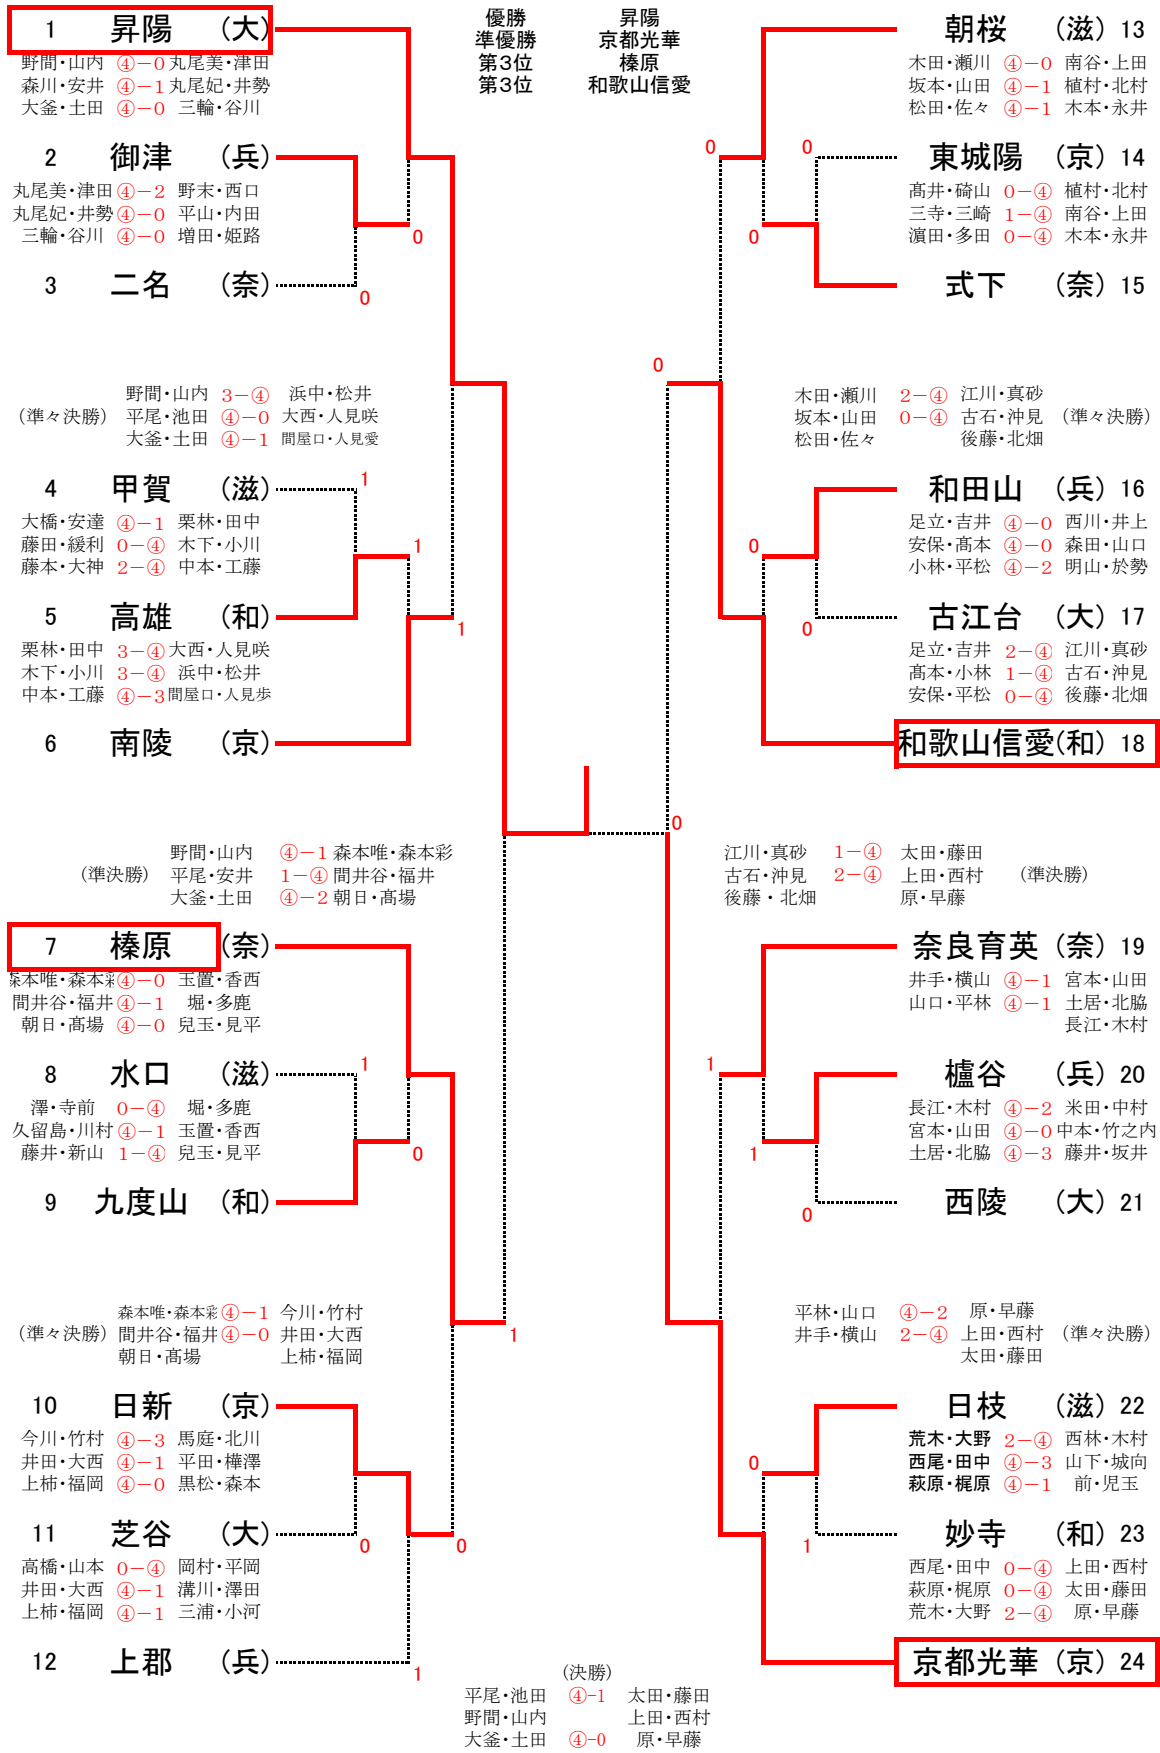 優勝 昇陽
準優勝 京都光華
第3位 榛原
第3位 和歌山信愛
1 昇陽 (大)
野間・山内 ④−0 丸尾美・津田
森川・安井 ④−1 丸尾妃・井勢
大釜・土田 ④−0 三輪・谷川
2 御津 (兵)
丸尾美・津田 ④−2 野末・西口
丸尾妃・井勢 ④−0 平山・内田
三輪・谷川 ④−0 増田・姫路
0
3 二名 (奈)
0
野間・山内 3−④ 浜中・松井
(準々決勝) 平尾・池田 ④−0 大西・人見咲
大釜・土田 ④−1 間屋口・人見愛
4 甲賀 (滋)
1
大橋・安達 ④−1 栗林・田中
藤田・緩利 0−④ 木下・小川
藤本・大神 2−④ 中本・工藤
1
5 高雄 (和)
1
栗林・田中 3−④ 大西・人見咲
木下・小川 3−④ 浜中・松井
中本・工藤 ④−3 間屋口・人見歩
6 南陵 (京)
野間・山内 ④−1 森本唯・森本彩
(準決勝) 平尾・安井 1−④ 間井谷・福井
大釜・土田 ④−2 朝日・髙場
7 榛原 (奈)
森本唯・森本彩 ④−0 玉置・香西
間井谷・福井 ④−1 堀・多鹿
朝日・髙場 ④−0 兒玉・見平
8 水口 (滋)
1
澤・寺前 0−④ 堀・多鹿
久留島・川村 ④−1 玉置・香西
藤井・新山 1−④ 兒玉・見平
0
9 九度山 (和)
森本唯・森本彩 ④−1 今川・竹村
(準々決勝) 間井谷・福井 ④−0 井田・大西
朝日・髙場 上柿・福岡
1
10 日新 (京)
今川・竹村 ④−3 馬庭・北川
井田・大西 ④−1 平田・樺澤
上柿・福岡 ④−0 黒松・森本
11 芝谷 (大)
0
0
高橋・山本 0−④ 岡村・平岡
井田・大西 ④−1 溝川・澤田
上柿・福岡 ④−1 三浦・小河
12 上郡 (兵)
1
朝桜 (滋) 13
木田・瀬川 ④−0 南谷・上田
坂本・山田 ④−1 植村・北村
松田・佐々 ④−1 木本・永井
0
0
東城陽 (京) 14
髙井・碕山 0−④ 植村・北村
三寺・三崎 1−④ 南谷・上田
濵田・多田 0−④ 木本・永井
0
式下 (奈) 15
0
木田・瀬川 2−④ 江川・真砂
坂本・山田 0−④ 古石・沖見 (準々決勝)
松田・佐々 後藤・北畑
和田山 (兵) 16
足立・吉井 ④−0 西川・井上
安保・髙本 ④−0 森田・山口
小林・平松 ④−2 明山・於勢
0
古江台 (大) 17
0
足立・吉井 2−④ 江川・真砂
髙本・小林 1−④ 古石・沖見
安保・平松 0−④ 後藤・北畑
和歌山信愛(和) 18
0
江川・真砂 1−④ 太田・藤田
古石・沖見 2−④ 上田・西村 (準決勝)
後藤・北畑 原・早藤
奈良育英 (奈) 19
井手・横山 ④−1 宮本・山田
山口・平林 ④−1 土居・北脇
長江・木村
1
櫨谷 (兵) 20
長江・木村 ④−2 米田・中村
宮本・山田 ④−0 中本・竹之内
土居・北脇 ④−3 藤井・坂井
1
西陵 (大) 21
0
平林・山口 ④−2 原・早藤
井手・横山 2−④ 上田・西村 (準々決勝)
太田・藤田
日枝 (滋) 22
荒木・大野 2−④ 西林・木村
西尾・田中 ④−3 山下・城向
萩原・梶原 ④−1 前・児玉
0
妙寺 (和) 23
1
西尾・田中 0−④ 上田・西村
萩原・梶原 0−④ 太田・藤田
荒木・大野 2−④ 原・早藤
京都光華 (京) 24
(決勝)
平尾・池田 ④-1 太田・藤田
野間・山内 上田・西村
大釜・土田 ④-0 原・早藤